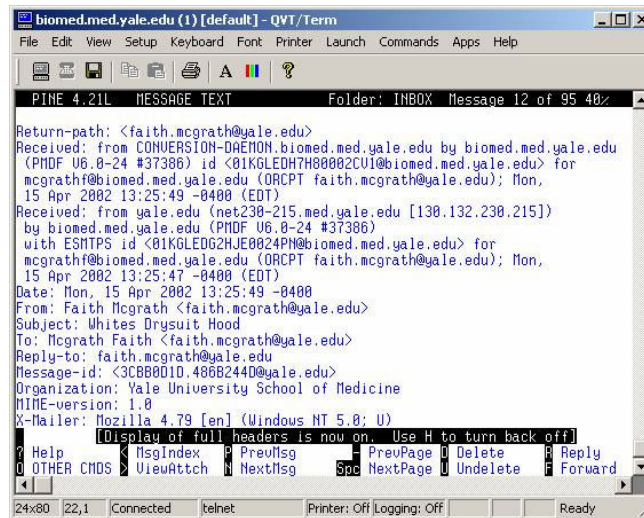 biomed.med.yale.edu (1) [default] - QVT/Term
File Edit View Setup Keyboard Font Printer Launch Commands Apps Help
PINE 4.21L MESSAGE TEXT Folder: INBOX Message 12 of 95 40%
Return-path: <faith.mcgrath@yale.edu>
Received: from CONVERSION-DAEMON.biomed.med.yale.edu by biomed.med.yale.edu
(PMDF V6.0-24 #37386) id <01KGLEDH7H80002CV1@biomed.med.yale.edu> for
mcgrathf@biomed.med.yale.edu (ORCPT faith.mcgrath@yale.edu); Mon,
15 Apr 2002 13:25:49 -0400 (EDT)
Received: from yale.edu (net230-215.med.yale.edu [130.132.230.215])
by biomed.med.yale.edu (PMDF V6.0-24 #37386)
with ESMTPS id <01KGLEDG2HJE0024PN@biomed.med.yale.edu> for
mcgrathf@biomed.med.yale.edu (ORCPT faith.mcgrath@yale.edu); Mon,
15 Apr 2002 13:25:47 -0400 (EDT)
Date: Mon, 15 Apr 2002 13:25:49 -0400
From: Faith Mcgrath <faith.mcgrath@yale.edu>
Subject: Whites Drysuit Hood
To: Mcgrath Faith <faith.mcgrath@yale.edu>
Reply-to: faith.mcgrath@yale.edu
Message-id: <3CBB0D1D.486B244D@yale.edu>
Organization: Yale University School of Medicine
MIME-version: 1.0
X-Mailer: Mozilla 4.79 [en] (Windows NT 5.0; U)
[Display of full headers is now on. Use H to turn back off]
? Help < MsgIndex P PrevMsg - PrevPage D Delete R Reply
O OTHER CMDS > ViewAttch N NextMsg Spc NextPage U Undelete F Forward
24x80 22,1 Connected telnet Printer: Off Logging: Off Ready